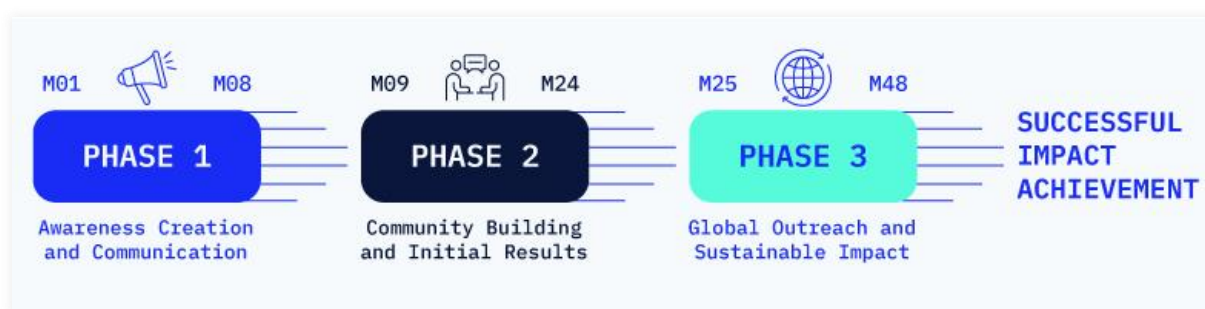 M01 M08
PHASE 1
Awareness Creation
and Communication
M09 M24
PHASE 2
Community Building
and Initial Results
M25 M48
PHASE 3
Global Outreach and
Sustainable Impact
SUCCESSFUL
IMPACT
ACHIEVEMENT